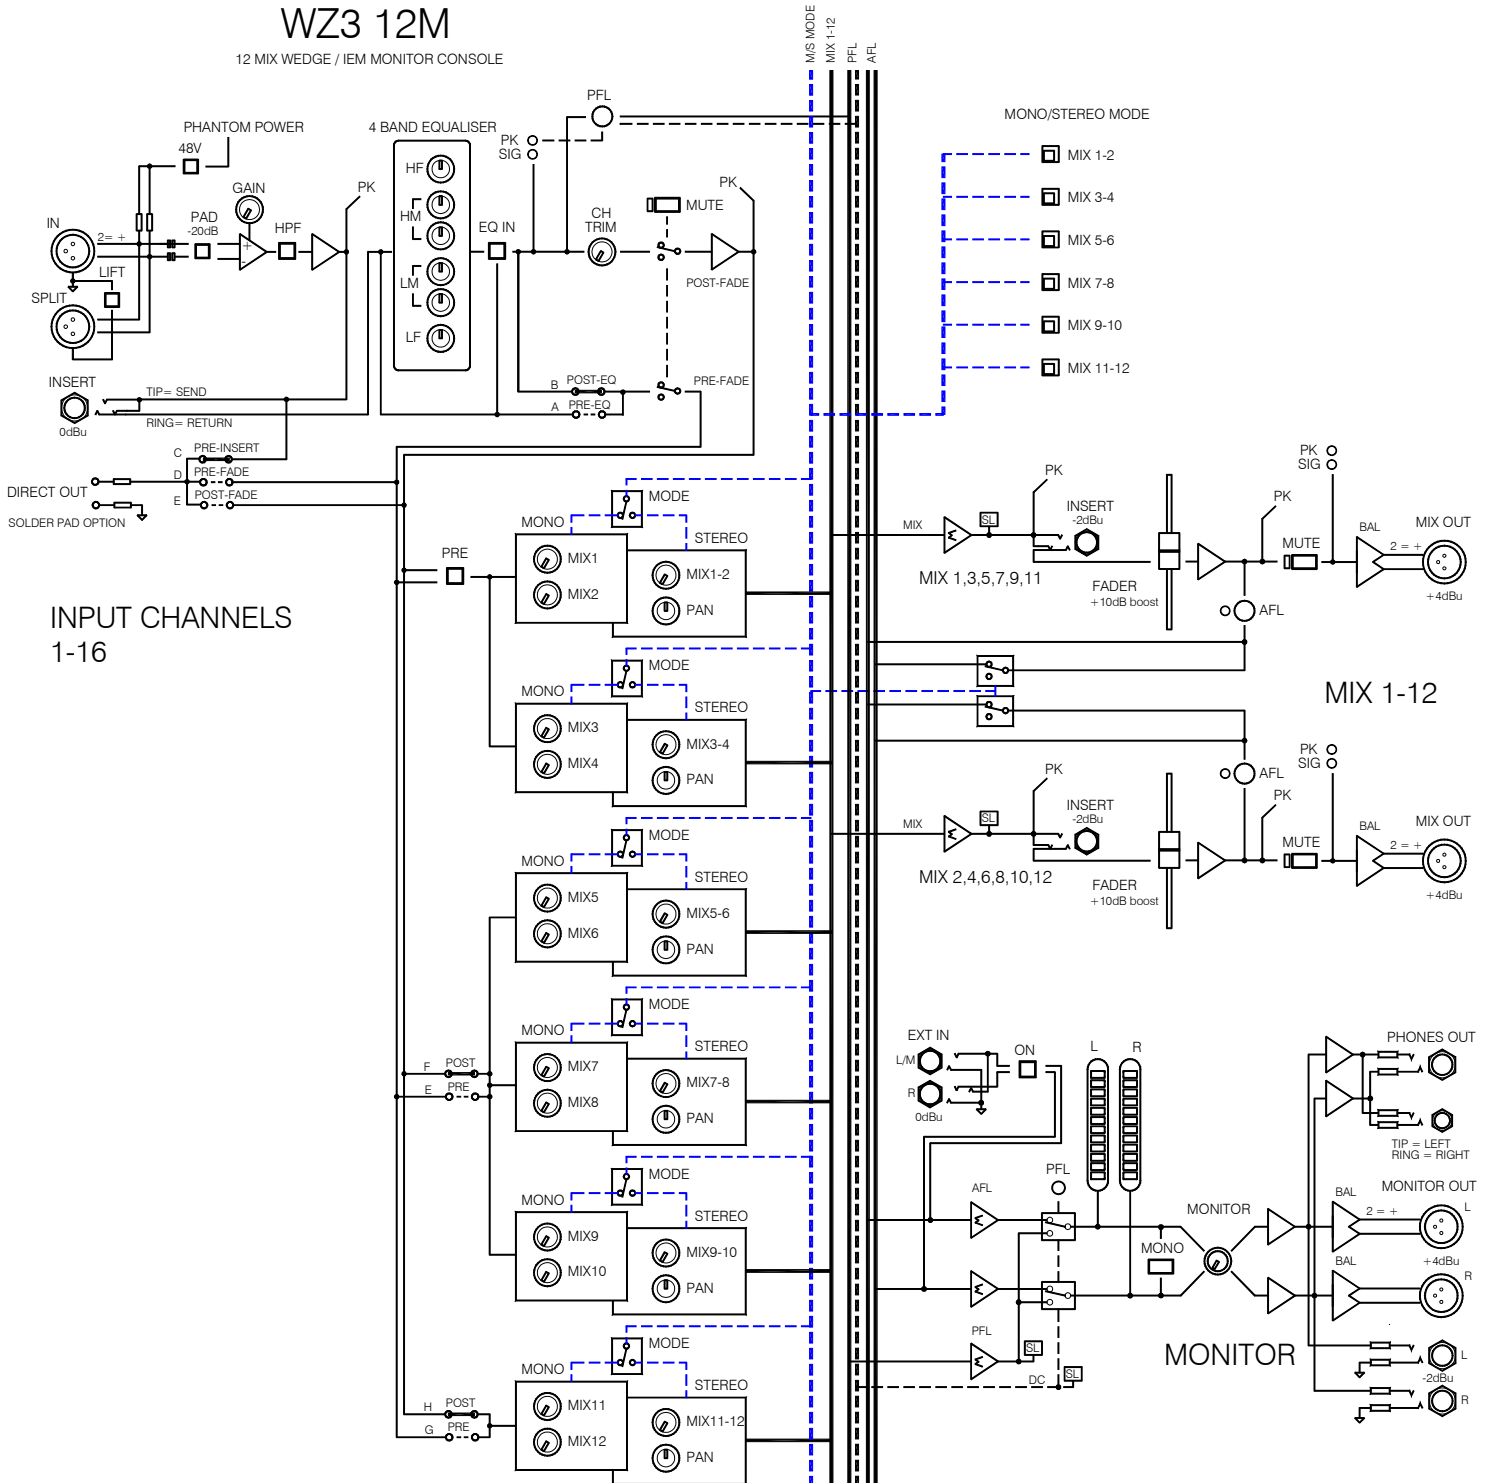 WZ3 12M
12 MIX WEDGE / IEM MONITOR CONSOLE
M/S MODE
MIX 1-12
PFL
AFL
PHANTOM POWER
48V
GAIN
PAD
-20dB
HPF
PK
IN
2= +
+
-
LIFT
SPLIT
4 BAND EQUALISER
HF
HM
LM
LF
EQ IN
PK
SIG
PFL
CH
TRIM
MUTE
PK
POST-FADE
B
POST-EQ
A
PRE-EQ
PRE-FADE
INSERT
0dBu
TIP= SEND
RING= RETURN
C
PRE-INSERT
D
PRE-FADE
E
POST-FADE
DIRECT OUT
SOLDER PAD OPTION
INPUT CHANNELS
1-16
MONO/STEREO MODE
MIX 1-2
MIX 3-4
MIX 5-6
MIX 7-8
MIX 9-10
MIX 11-12
PRE
MODE
MONO
STEREO
MIX1
MIX2
MIX1-2
PAN
MODE
MONO
STEREO
MIX3
MIX4
MIX3-4
PAN
MODE
MONO
STEREO
MIX5
MIX6
MIX5-6
PAN
MODE
MONO
STEREO
MIX7
MIX8
MIX7-8
PAN
F
POST
E
PRE
MODE
MONO
STEREO
MIX9
MIX10
MIX9-10
PAN
MODE
MONO
STEREO
MIX11
MIX12
MIX11-12
PAN
H
POST
G
PRE
MIX
SL
PK
INSERT
-2dBu
MIX 1,3,5,7,9,11
FADER
+10dB boost
PK
SIG
PK
MUTE
AFL
BAL
2 = +
MIX OUT
+4dBu
MIX 1-12
MIX
SL
PK
INSERT
-2dBu
MIX 2,4,6,8,10,12
FADER
+10dB boost
AFL
PK
SIG
PK
MUTE
BAL
2 = +
MIX OUT
+4dBu
EXT IN
L/M
R
0dBu
ON
L
R
AFL
PFL
PFL
SL
DC
SL
MONO
MONITOR
PHONES OUT
TIP = LEFT
RING = RIGHT
MONITOR OUT
BAL
2 = +
L
+4dBu
BAL
R
MONITOR
L
-2dBu
R